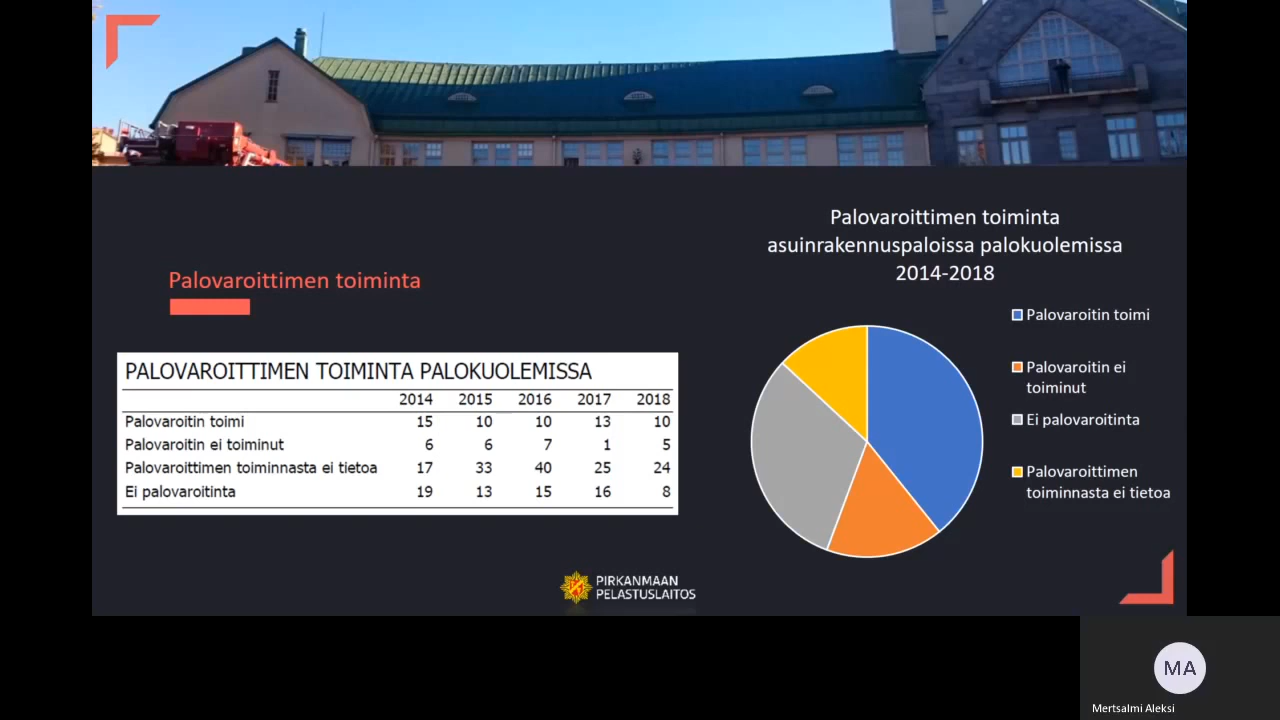 Palovaroittimen toiminta
PALOVAROITTIMEN TOIMINTA PALOKUOLEMISSA
2014 2015 2016 2017 2018
Palovaroitin toimi 15 10 10 13 10
Palovaroitin ei toiminut 6 6 7 1 5
Palovaroittimen toiminnasta ei tietoa 17 33 40 25 24
Ei palovaroitinta 19 13 15 16 8
Palovaroittimen toiminta
asuinrakennuspaloissa palokuolemissa
2014-2018
Palovaroitin toimi
Palovaroitin ei
toiminut
Ei palovaroitinta
Palovaroittimen
toiminnasta ei tietoa
PIRKANMAAN
PELASTUSLAITOS
MA
Mertsalmi Aleksi